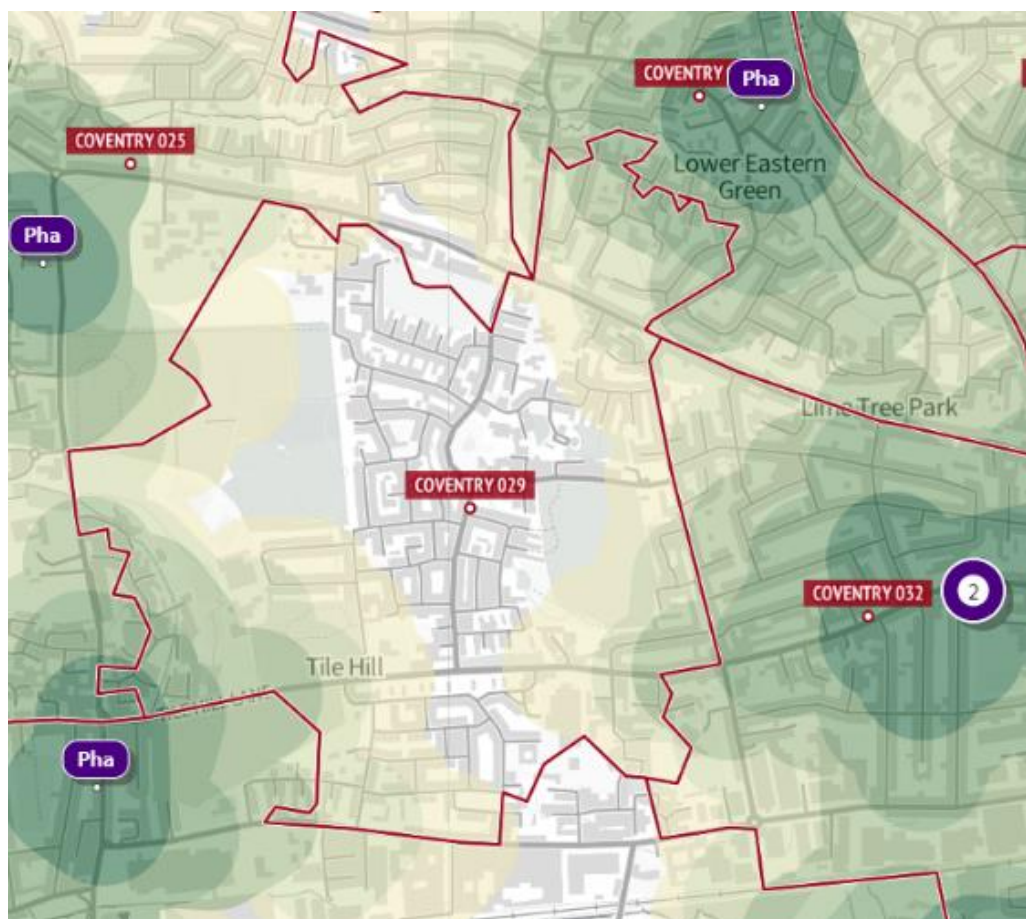 COVENTRY
Pha
COVENTRY 025
Lower Eastern
Green
Pha
Lime Tree Park
COVENTRY 029
COVENTRY 032
2
Tile Hill
Pha